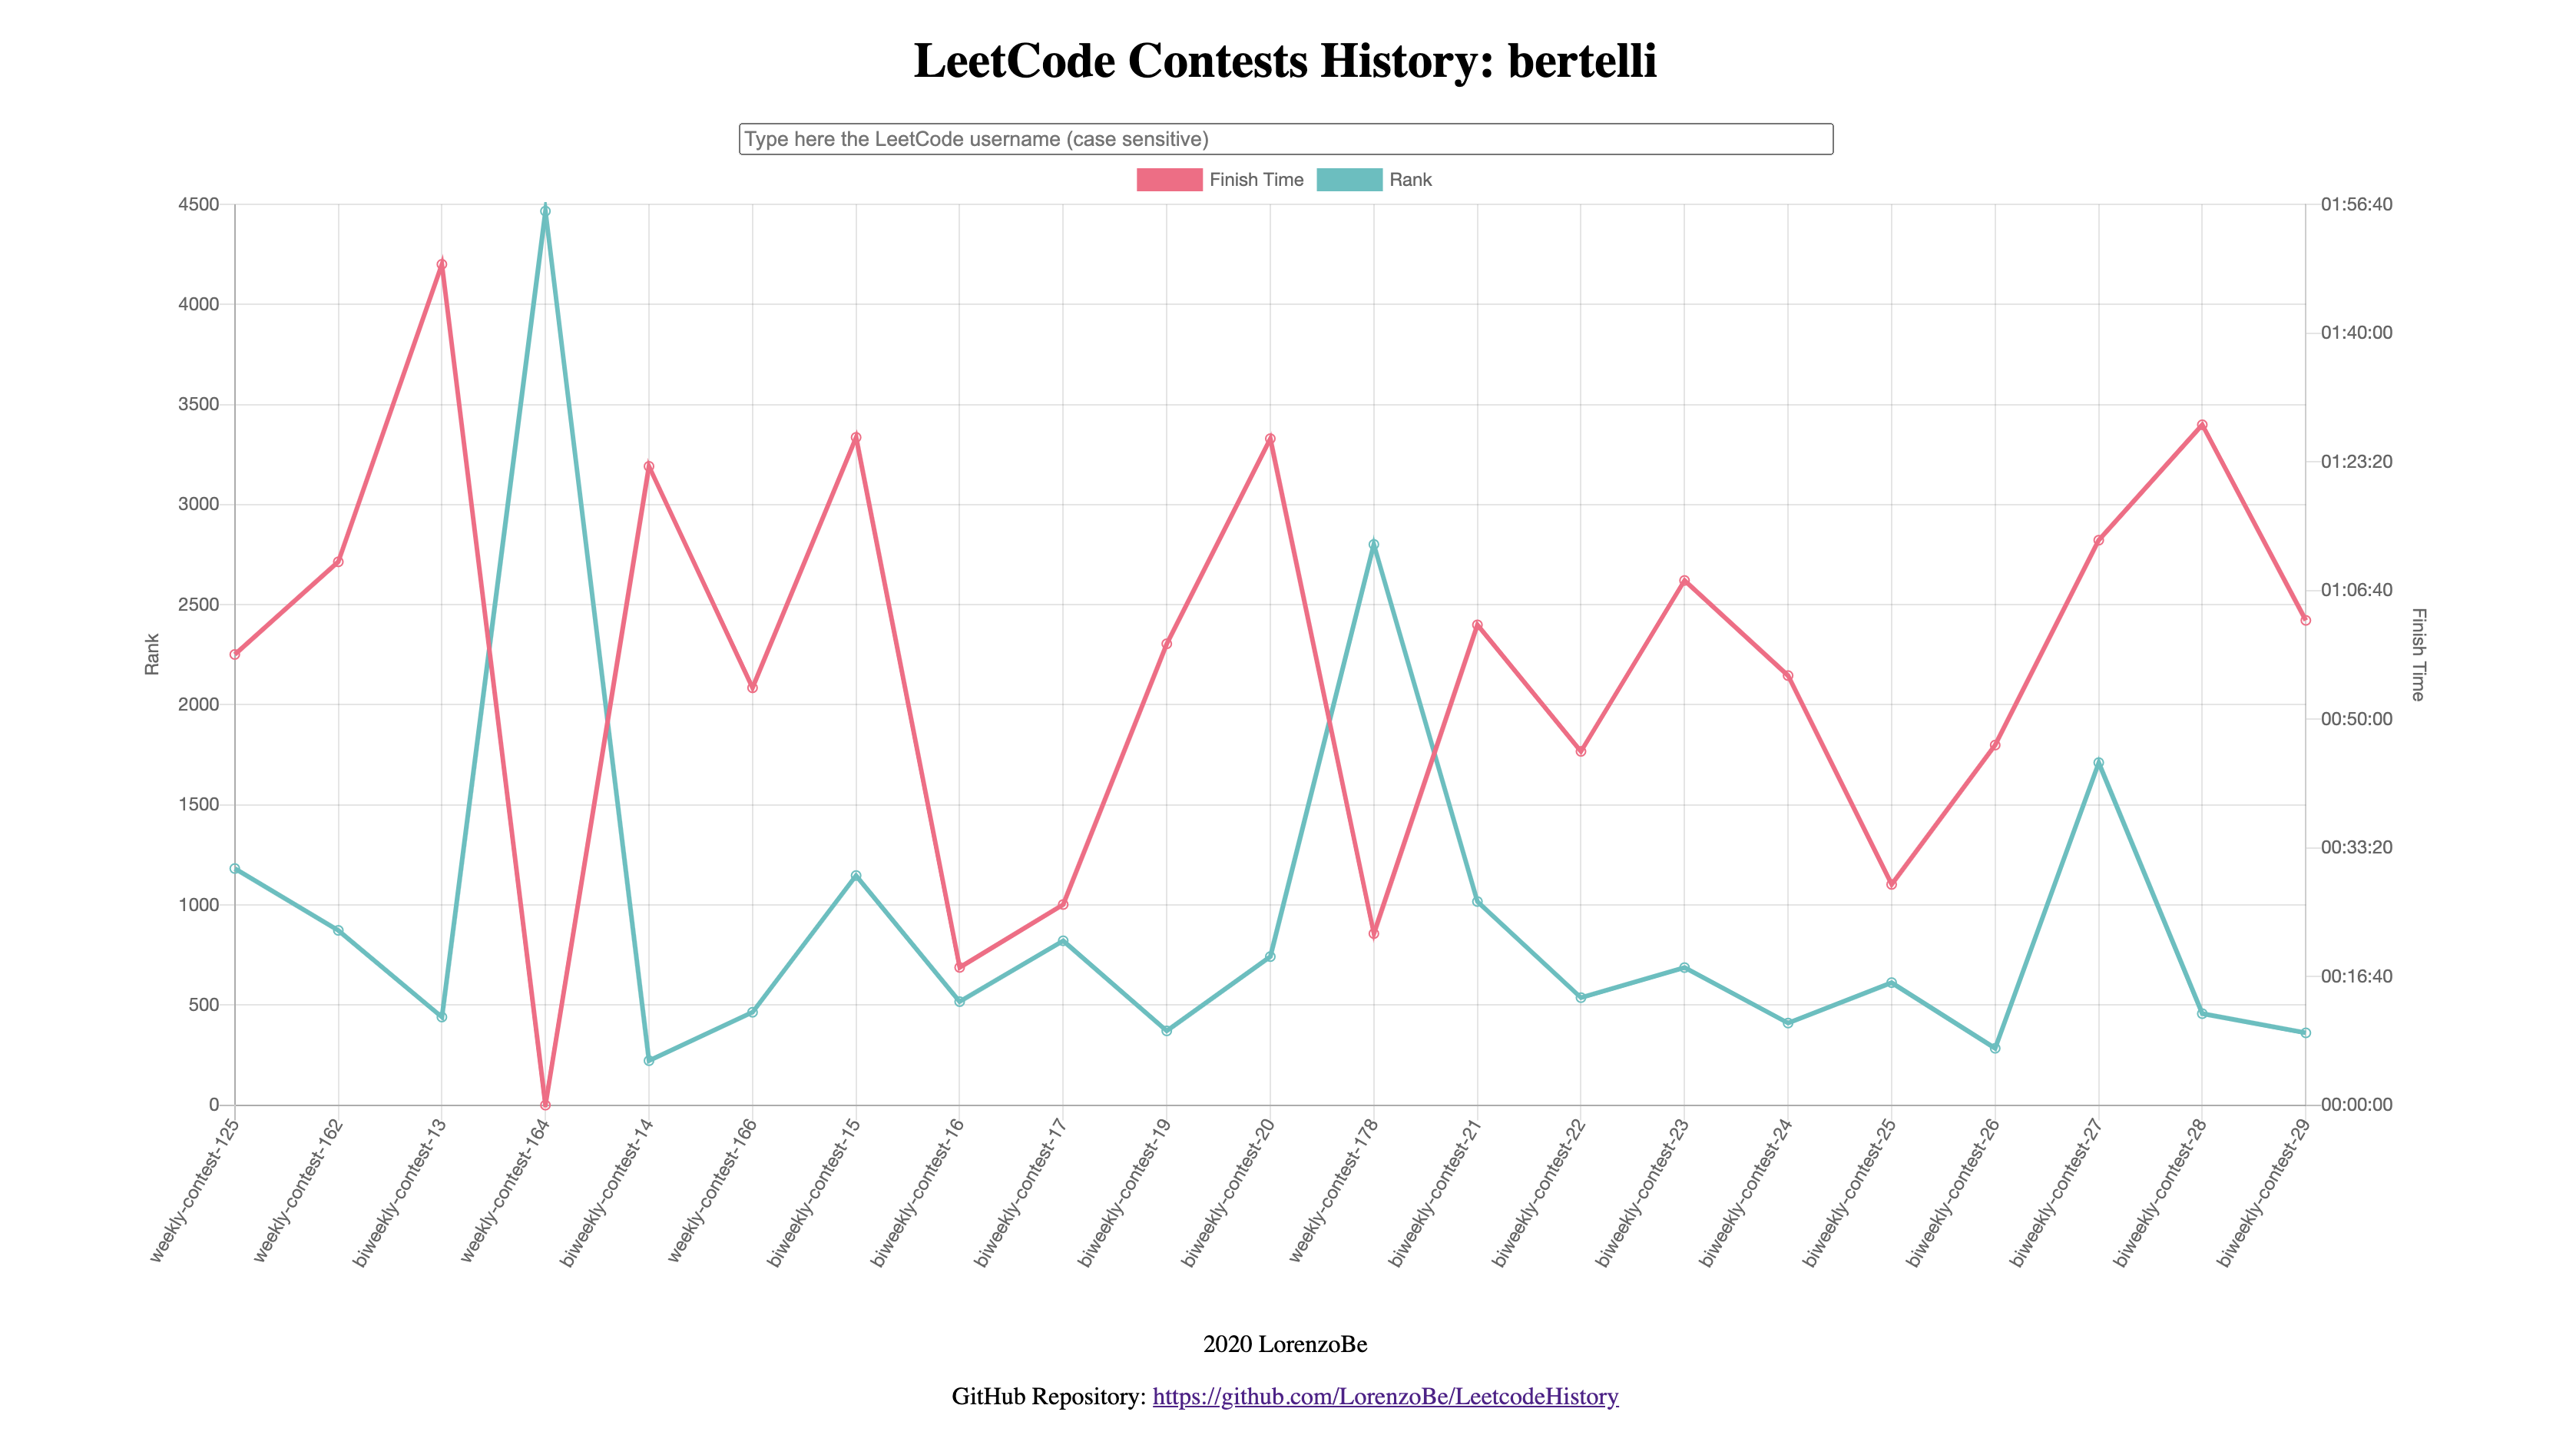 LeetCode Contests History: bertelli
Type here the LeetCode username (case sensitive)
Finish Time
Rank
4500
4000
3500
3000
2500
2000
1500
1000
500
0
Rank
01:56:40
01:40:00
01:23:20
01:06:40
00:50:00
00:33:20
00:16:40
00:00:00
Finish Time
weekly-contest-125
weekly-contest-162
biweekly-contest-13
weekly-contest-164
biweekly-contest-14
weekly-contest-166
biweekly-contest-15
biweekly-contest-16
biweekly-contest-17
biweekly-contest-19
biweekly-contest-20
weekly-contest-178
biweekly-contest-21
biweekly-contest-22
biweekly-contest-23
biweekly-contest-24
biweekly-contest-25
biweekly-contest-26
biweekly-contest-27
biweekly-contest-28
biweekly-contest-29
2020 LorenzoBe
GitHub Repository: https://github.com/LorenzoBe/LeetcodeHistory